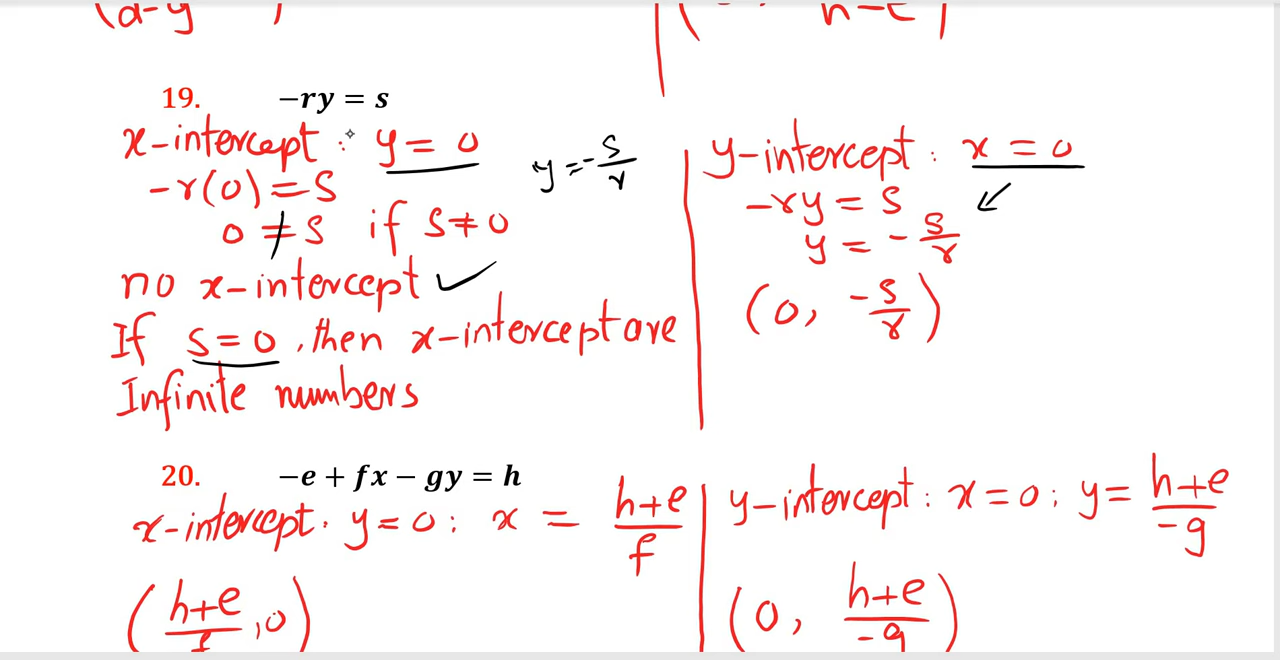 19. −ry = s
x-intercept : y = 0
-r(0) = s
0 ≠ s if s ≠ 0
no x-intercept ✓
If s = 0, then x-intercept are
Infinite numbers
y = -s/r
y-intercept : x = 0
-ry = s
y = - s/r
(0, -s/r)
20. −e + fx − gy = h
x-intercept. y = 0 : x = h+e/f
(h+e/f, 0)
y-intercept : x = 0 ; y = h+e/-g
(0, h+e/-g)